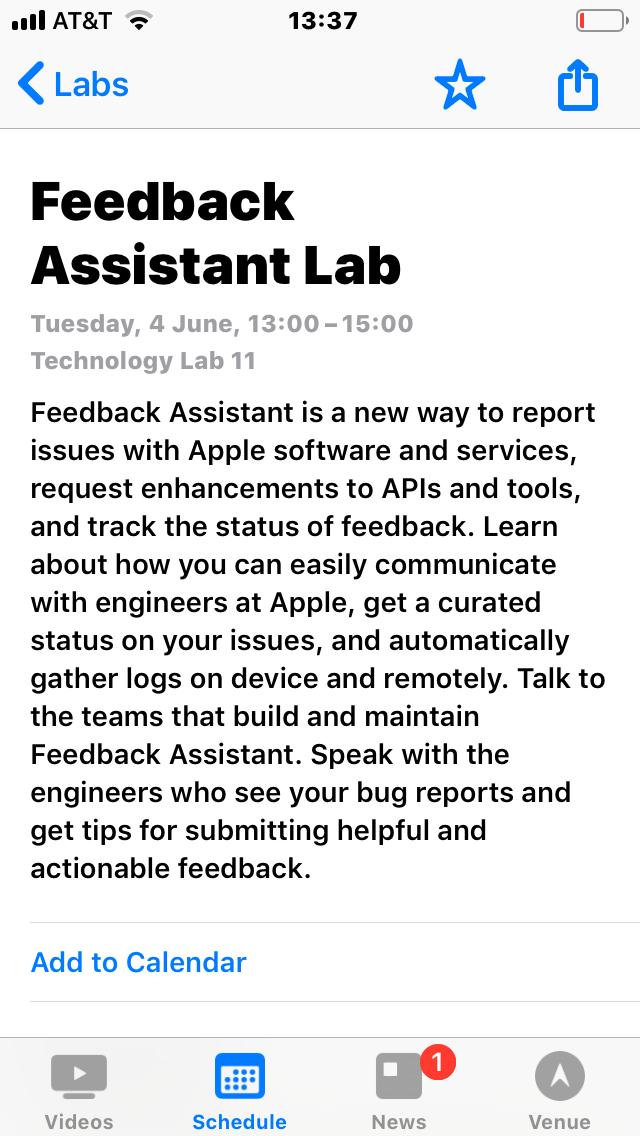 AT&T
13:37
Labs
Feedback
Assistant Lab
Tuesday, 4 June, 13:00 – 15:00
Technology Lab 11
Feedback Assistant is a new way to report
issues with Apple software and services,
request enhancements to APIs and tools,
and track the status of feedback. Learn
about how you can easily communicate
with engineers at Apple, get a curated
status on your issues, and automatically
gather logs on device and remotely. Talk to
the teams that build and maintain
Feedback Assistant. Speak with the
engineers who see your bug reports and
get tips for submitting helpful and
actionable feedback.
Add to Calendar
1
Videos
Schedule
News
Venue